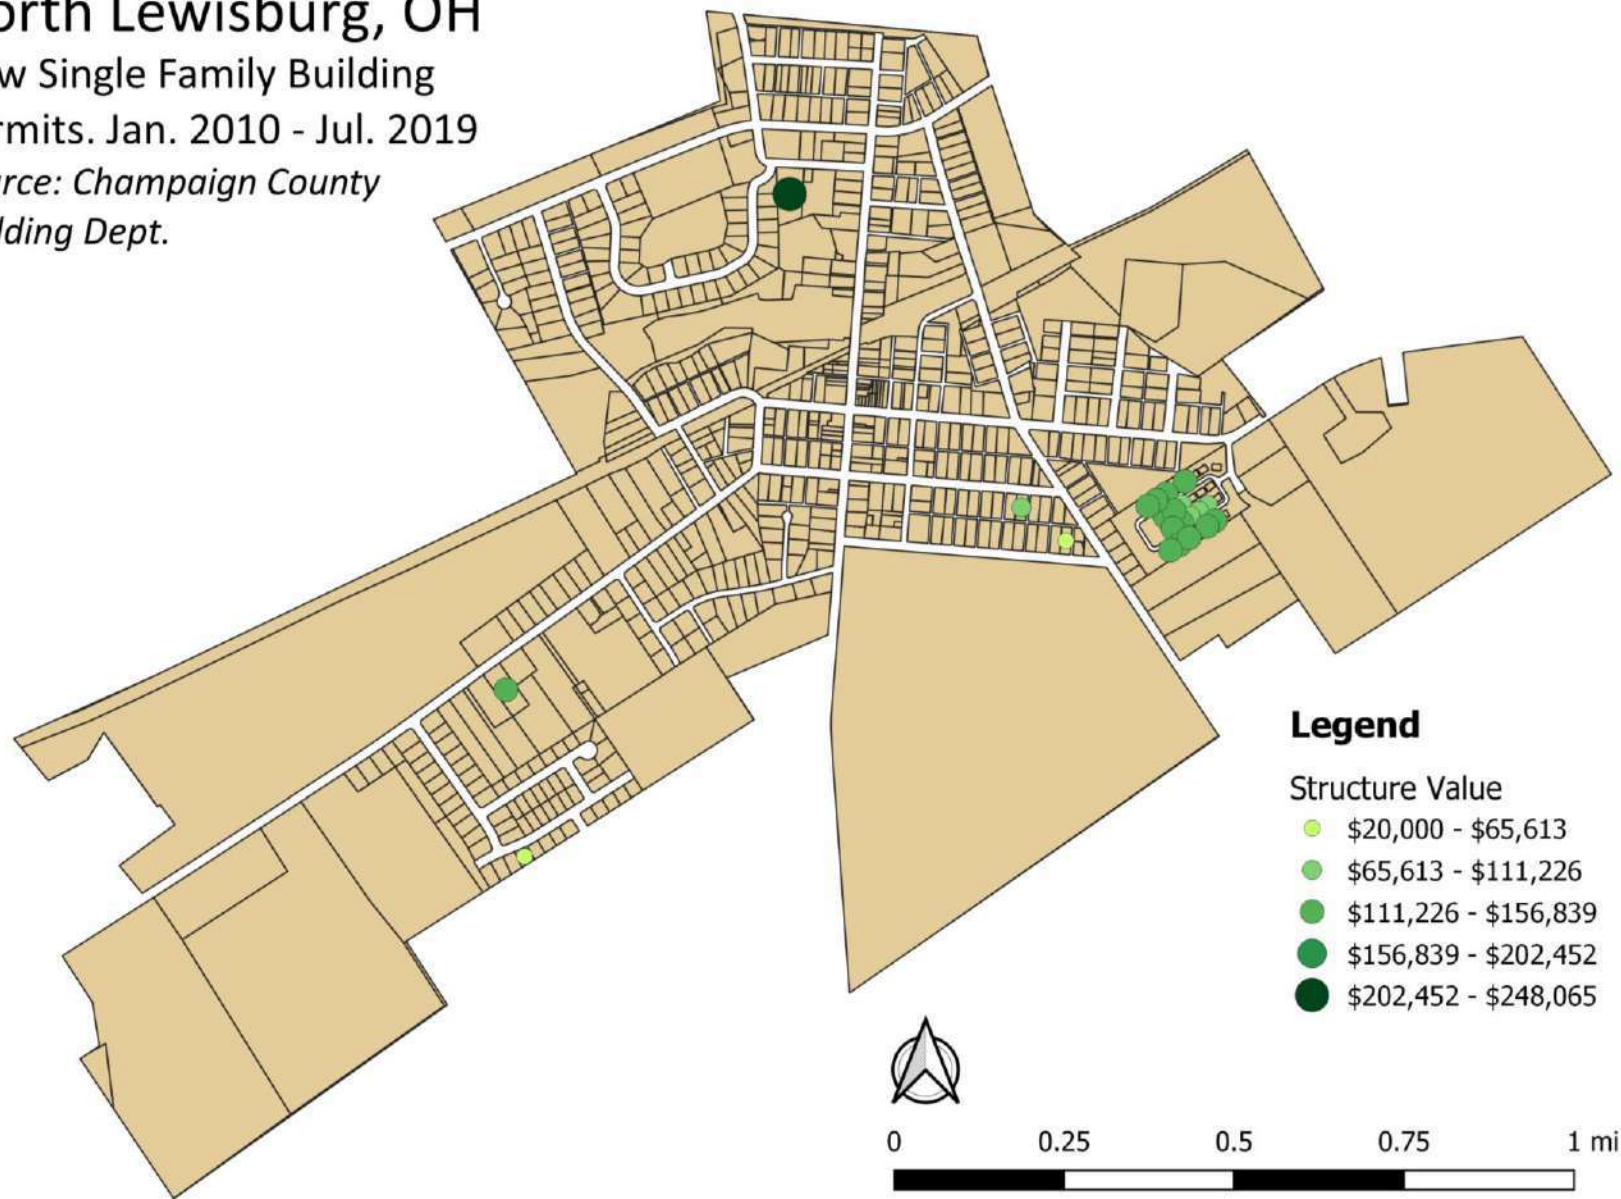 orth Lewisburg, OH
w Single Family Building
rmits. Jan. 2010 - Jul. 2019
rce: Champaign County
lding Dept.
Legend
Structure Value
$20,000 - $65,613
$65,613 - $111,226
$111,226 - $156,839
$156,839 - $202,452
$202,452 - $248,065
0 0.25 0.5 0.75 1 mi